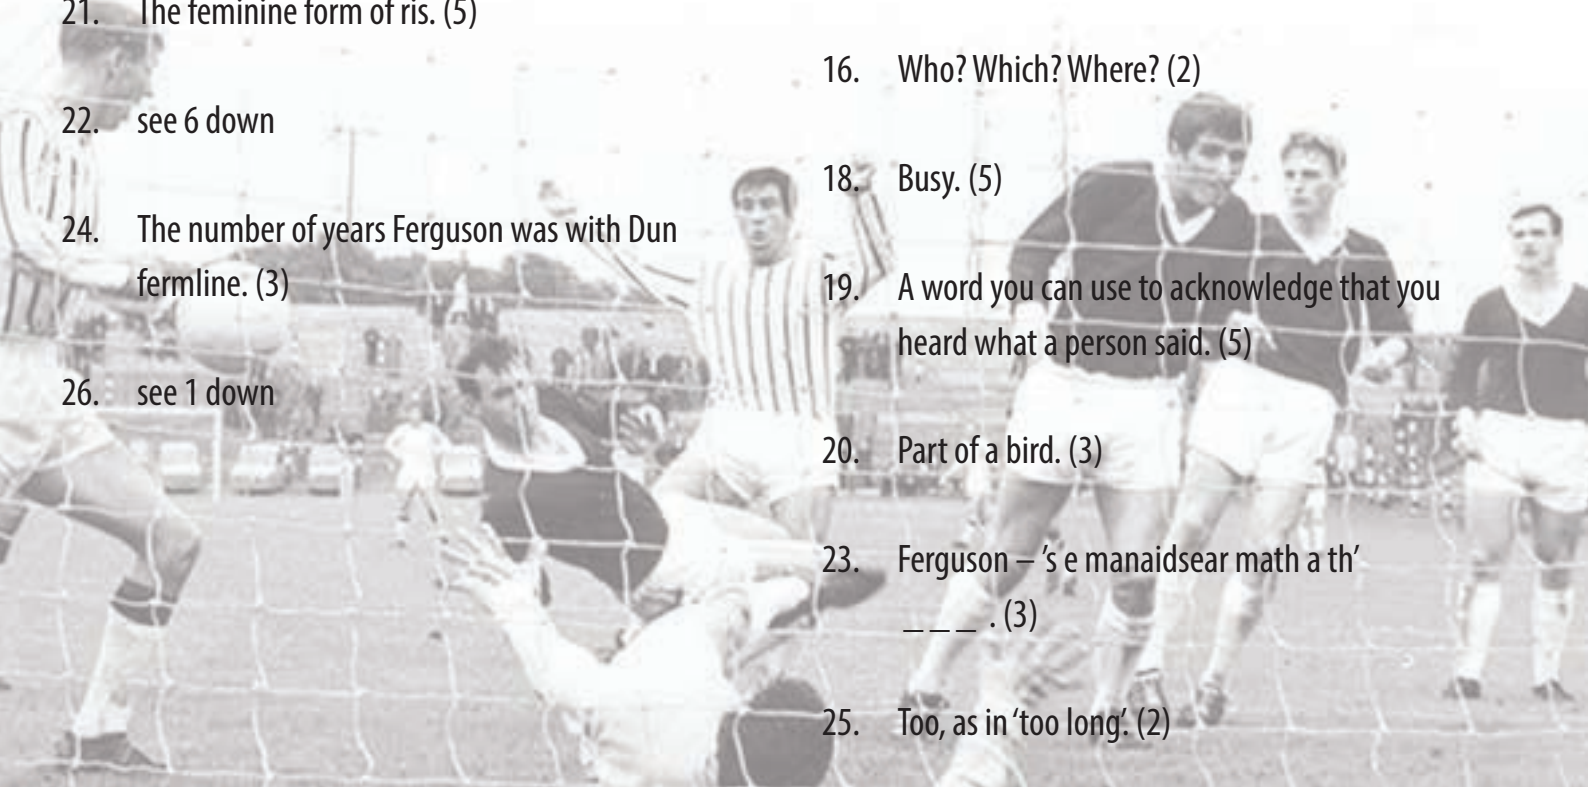 21. The feminine form of ris. (5)
22. see 6 down
24. The number of years Ferguson was with Dun
fermline. (3)
26. see 1 down
16. Who? Which? Where? (2)
18. Busy. (5)
19. A word you can use to acknowledge that you
heard what a person said. (5)
20. Part of a bird. (3)
23. Ferguson – ’s e manaidsear math a th’
_ _ _ . (3)
25. Too, as in ‘too long’. (2)